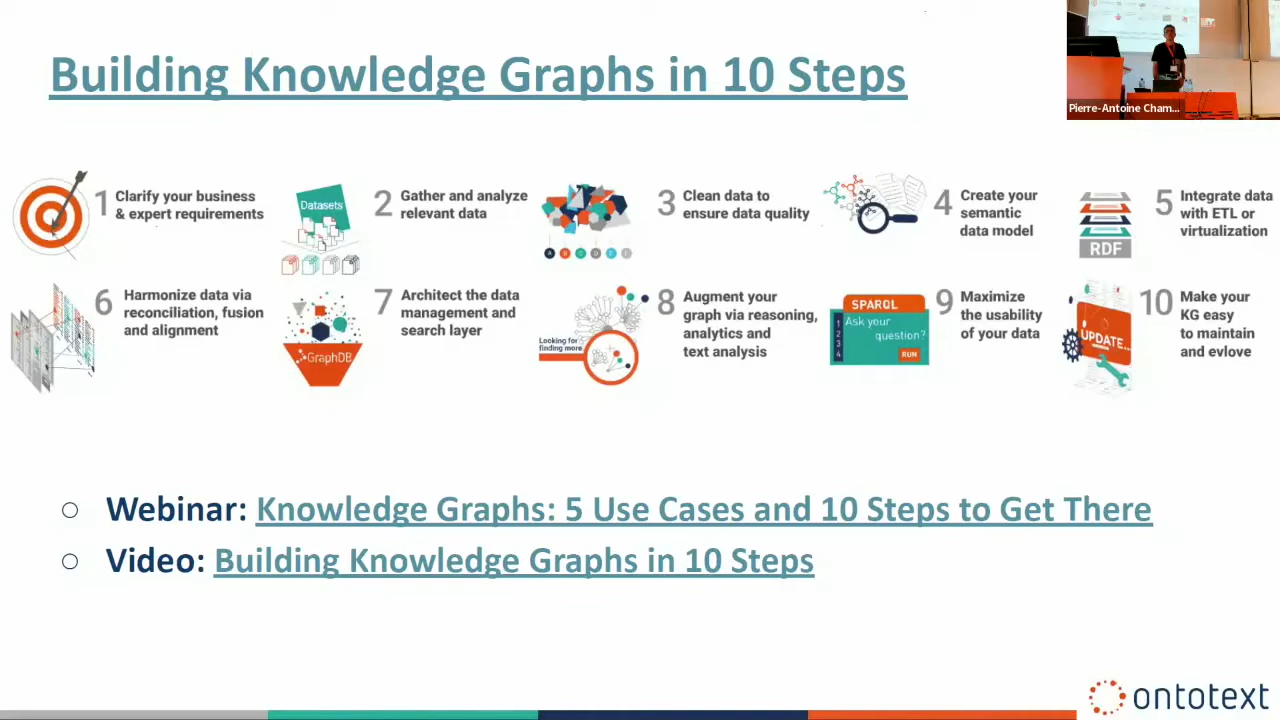 Building Knowledge Graphs in 10 Steps
Pierre-Antoine Cham...
1 Clarify your business
& expert requirements
Datasets
2 Gather and analyze
relevant data
3 Clean data to
ensure data quality
A B C D E F
4 Create your
semantic
data model
RDF
5 Integrate data
with ETL or
virtualization
6 Harmonize data via
reconciliation, fusion
and alignment
GraphDB
7 Architect the data
management and
search layer
Looking for
finding more
8 Augment your
graph via reasoning,
analytics and
text analysis
SPARQL
1 Ask your
2 question?
3
4 RUN
9 Maximize
the usability
of your data
UPDATE...
10 Make your
KG easy
to maintain
and evlove
○ Webinar: Knowledge Graphs: 5 Use Cases and 10 Steps to Get There
○ Video: Building Knowledge Graphs in 10 Steps
ontotext